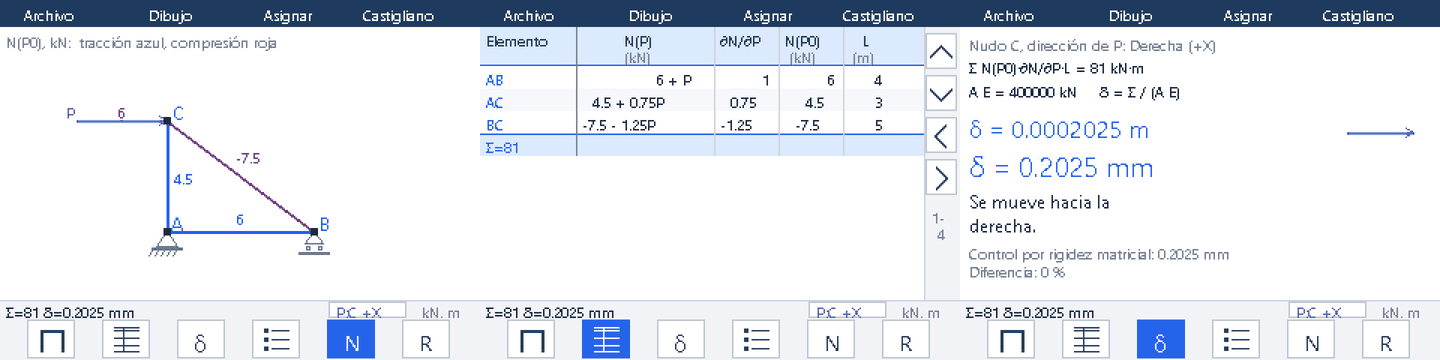 Archivo Dibujo Asignar Castigliano
N(P0), kN: tracción azul, compresión roja
P 6 C
-7.5
4.5
A 6 B
Σ=81 δ=0.2025 mm P:C +X kN. m
δ N R
Archivo Dibujo Asignar Castigliano
Elemento N(P) ∂N/∂P N(P0) L
(kN) (kN) (m)
AB 6 + P 1 6 4
AC 4.5 + 0.75P 0.75 4.5 3
BC -7.5 - 1.25P -1.25 -7.5 5
Σ=81
1-
4
Σ=81 δ=0.2025 mm P:C +X kN. m
δ N R
Archivo Dibujo Asignar Castigliano
Nudo C, dirección de P: Derecha (+X)
Σ N(P0)·∂N/∂P·L = 81 kN·m
A E = 400000 kN δ = Σ / (A E)
δ = 0.0002025 m
δ = 0.2025 mm
Se mueve hacia la
derecha.
Control por rigidez matricial: 0.2025 mm
Diferencia: 0 %
Σ=81 δ=0.2025 mm P:C +X kN. m
δ N R